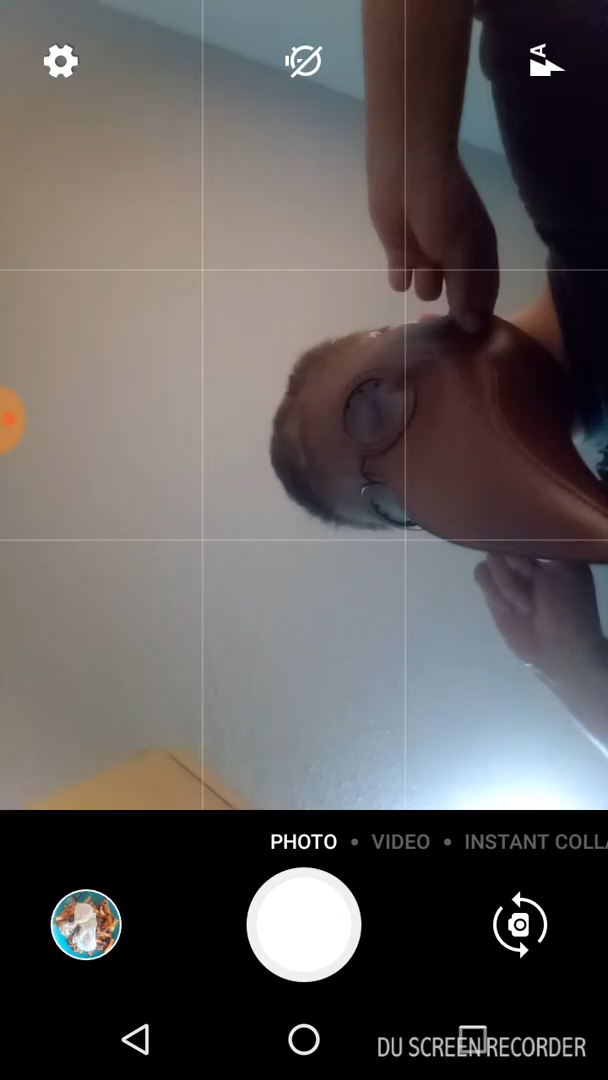 A
PHOTO • VIDEO • INSTANT COLLA
DU SCREEN RECORDER